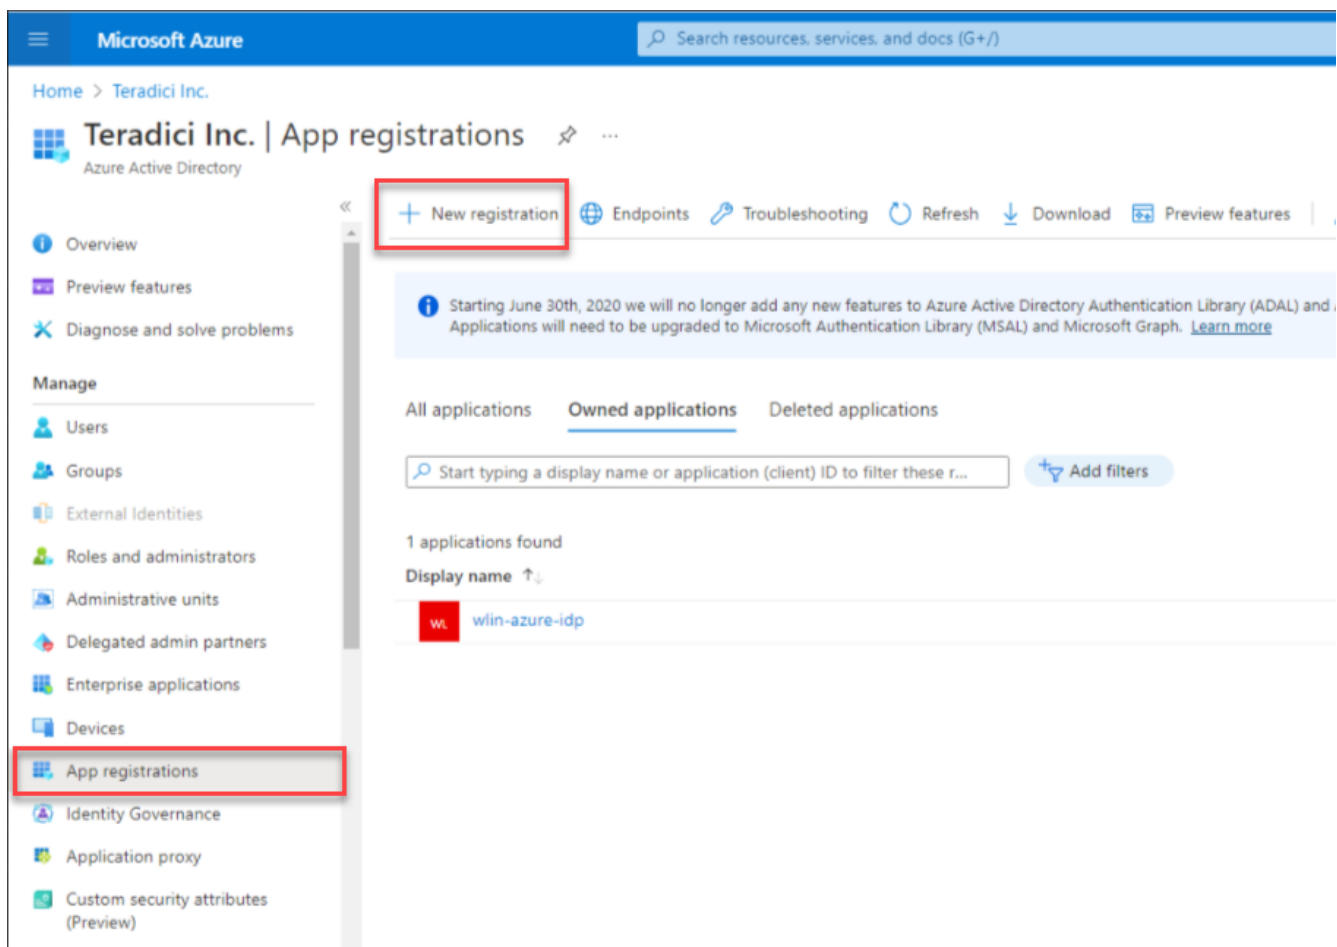 Microsoft Azure
Search resources, services, and docs (G+/)
Home > Teradici Inc.
Teradici Inc. | App registrations
Azure Active Directory
Overview
Preview features
Diagnose and solve problems
Manage
Users
Groups
External Identities
Roles and administrators
Administrative units
Delegated admin partners
Enterprise applications
Devices
App registrations
Identity Governance
Application proxy
Custom security attributes
(Preview)
New registration
Endpoints
Troubleshooting
Refresh
Download
Preview features
Starting June 30th, 2020 we will no longer add any new features to Azure Active Directory Authentication Library (ADAL) and
Applications will need to be upgraded to Microsoft Authentication Library (MSAL) and Microsoft Graph. Learn more
All applications
Owned applications
Deleted applications
Start typing a display name or application (client) ID to filter these r...
Add filters
1 applications found
Display name
WL
wlin-azure-idp